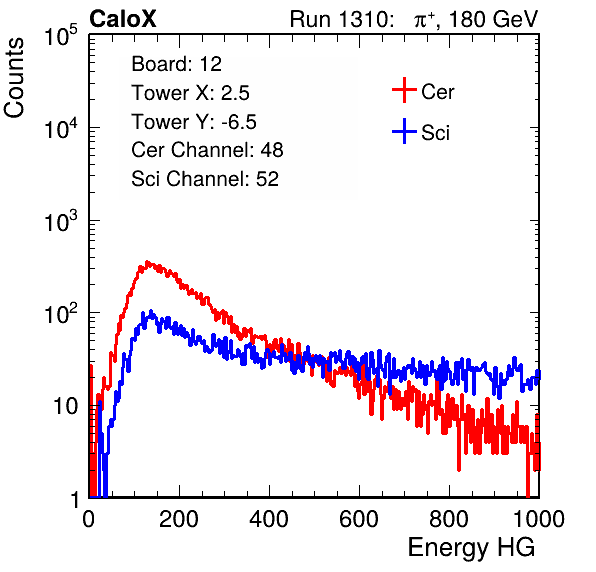 CaloX Run 1310: π⁺, 180 GeV
Counts
Board: 12
Tower X: 2.5
Tower Y: -6.5
Cer Channel: 48
Sci Channel: 52
Cer
Sci
10⁵
10⁴
10³
10²
10
1
0 200 400 600 800 1000
Energy HG